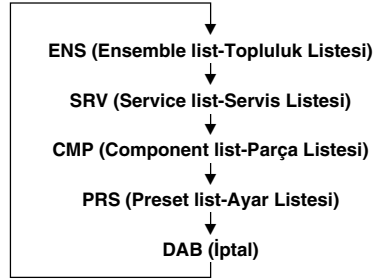 ENS (Ensemble list-Topluluk Listesi)
SRV (Service list-Servis Listesi)
CMP (Component list-Parça Listesi)
PRS (Preset list-Ayar Listesi)
DAB (İptal)